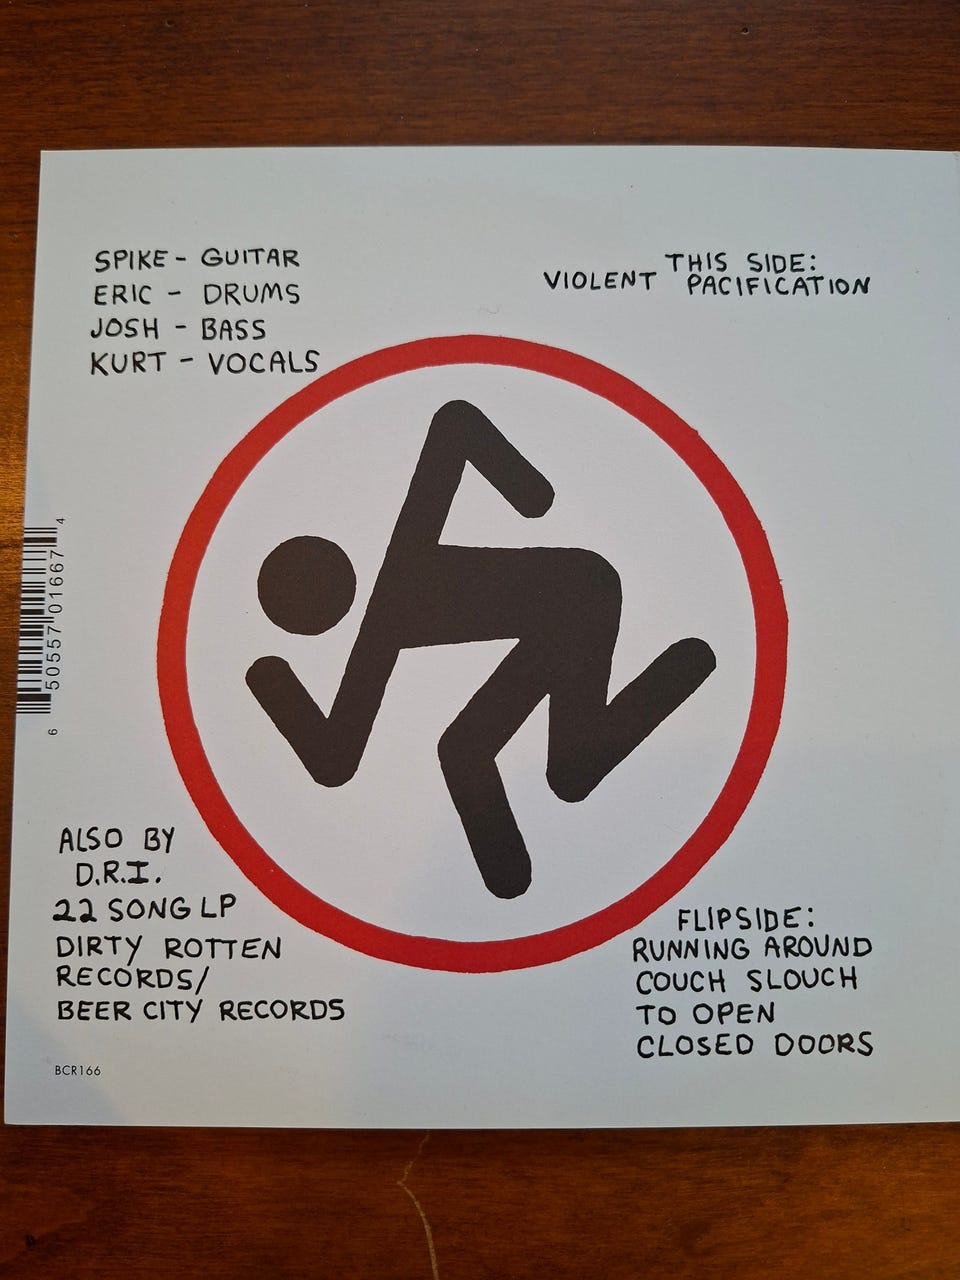 SPIKE - GUITAR
ERIC - DRUMS
JOSH - BASS
KURT - VOCALS
THIS SIDE:
VIOLENT PACIFICATION
6 50557 01667 4
ALSO BY
D.R.I.
22 SONG LP
DIRTY ROTTEN
RECORDS/
BEER CITY RECORDS
BCR166
FLIPSIDE:
RUNNING AROUND
COUCH SLOUCH
TO OPEN
CLOSED DOORS